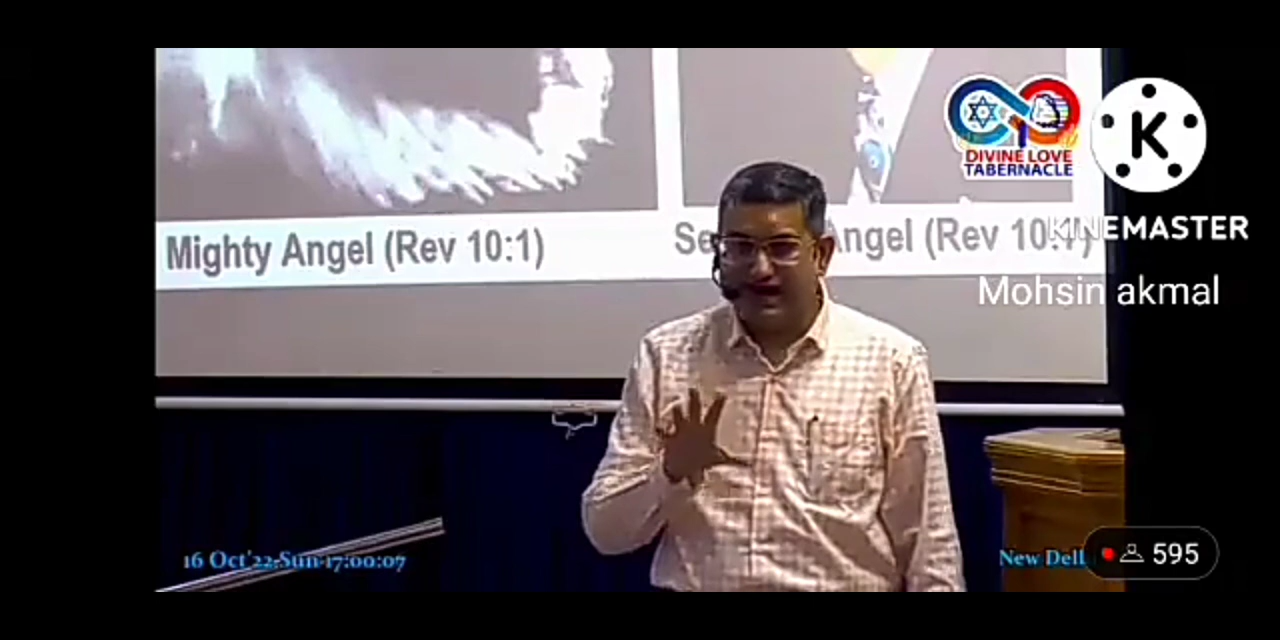 DIVINE LOVE
TABERNACLE
K
KINEMASTER
Mighty Angel (Rev 10:1)
Angel (Rev 10:
Mohsin akmal
16 Oct'22-Sun-17:00:07
New Del
595